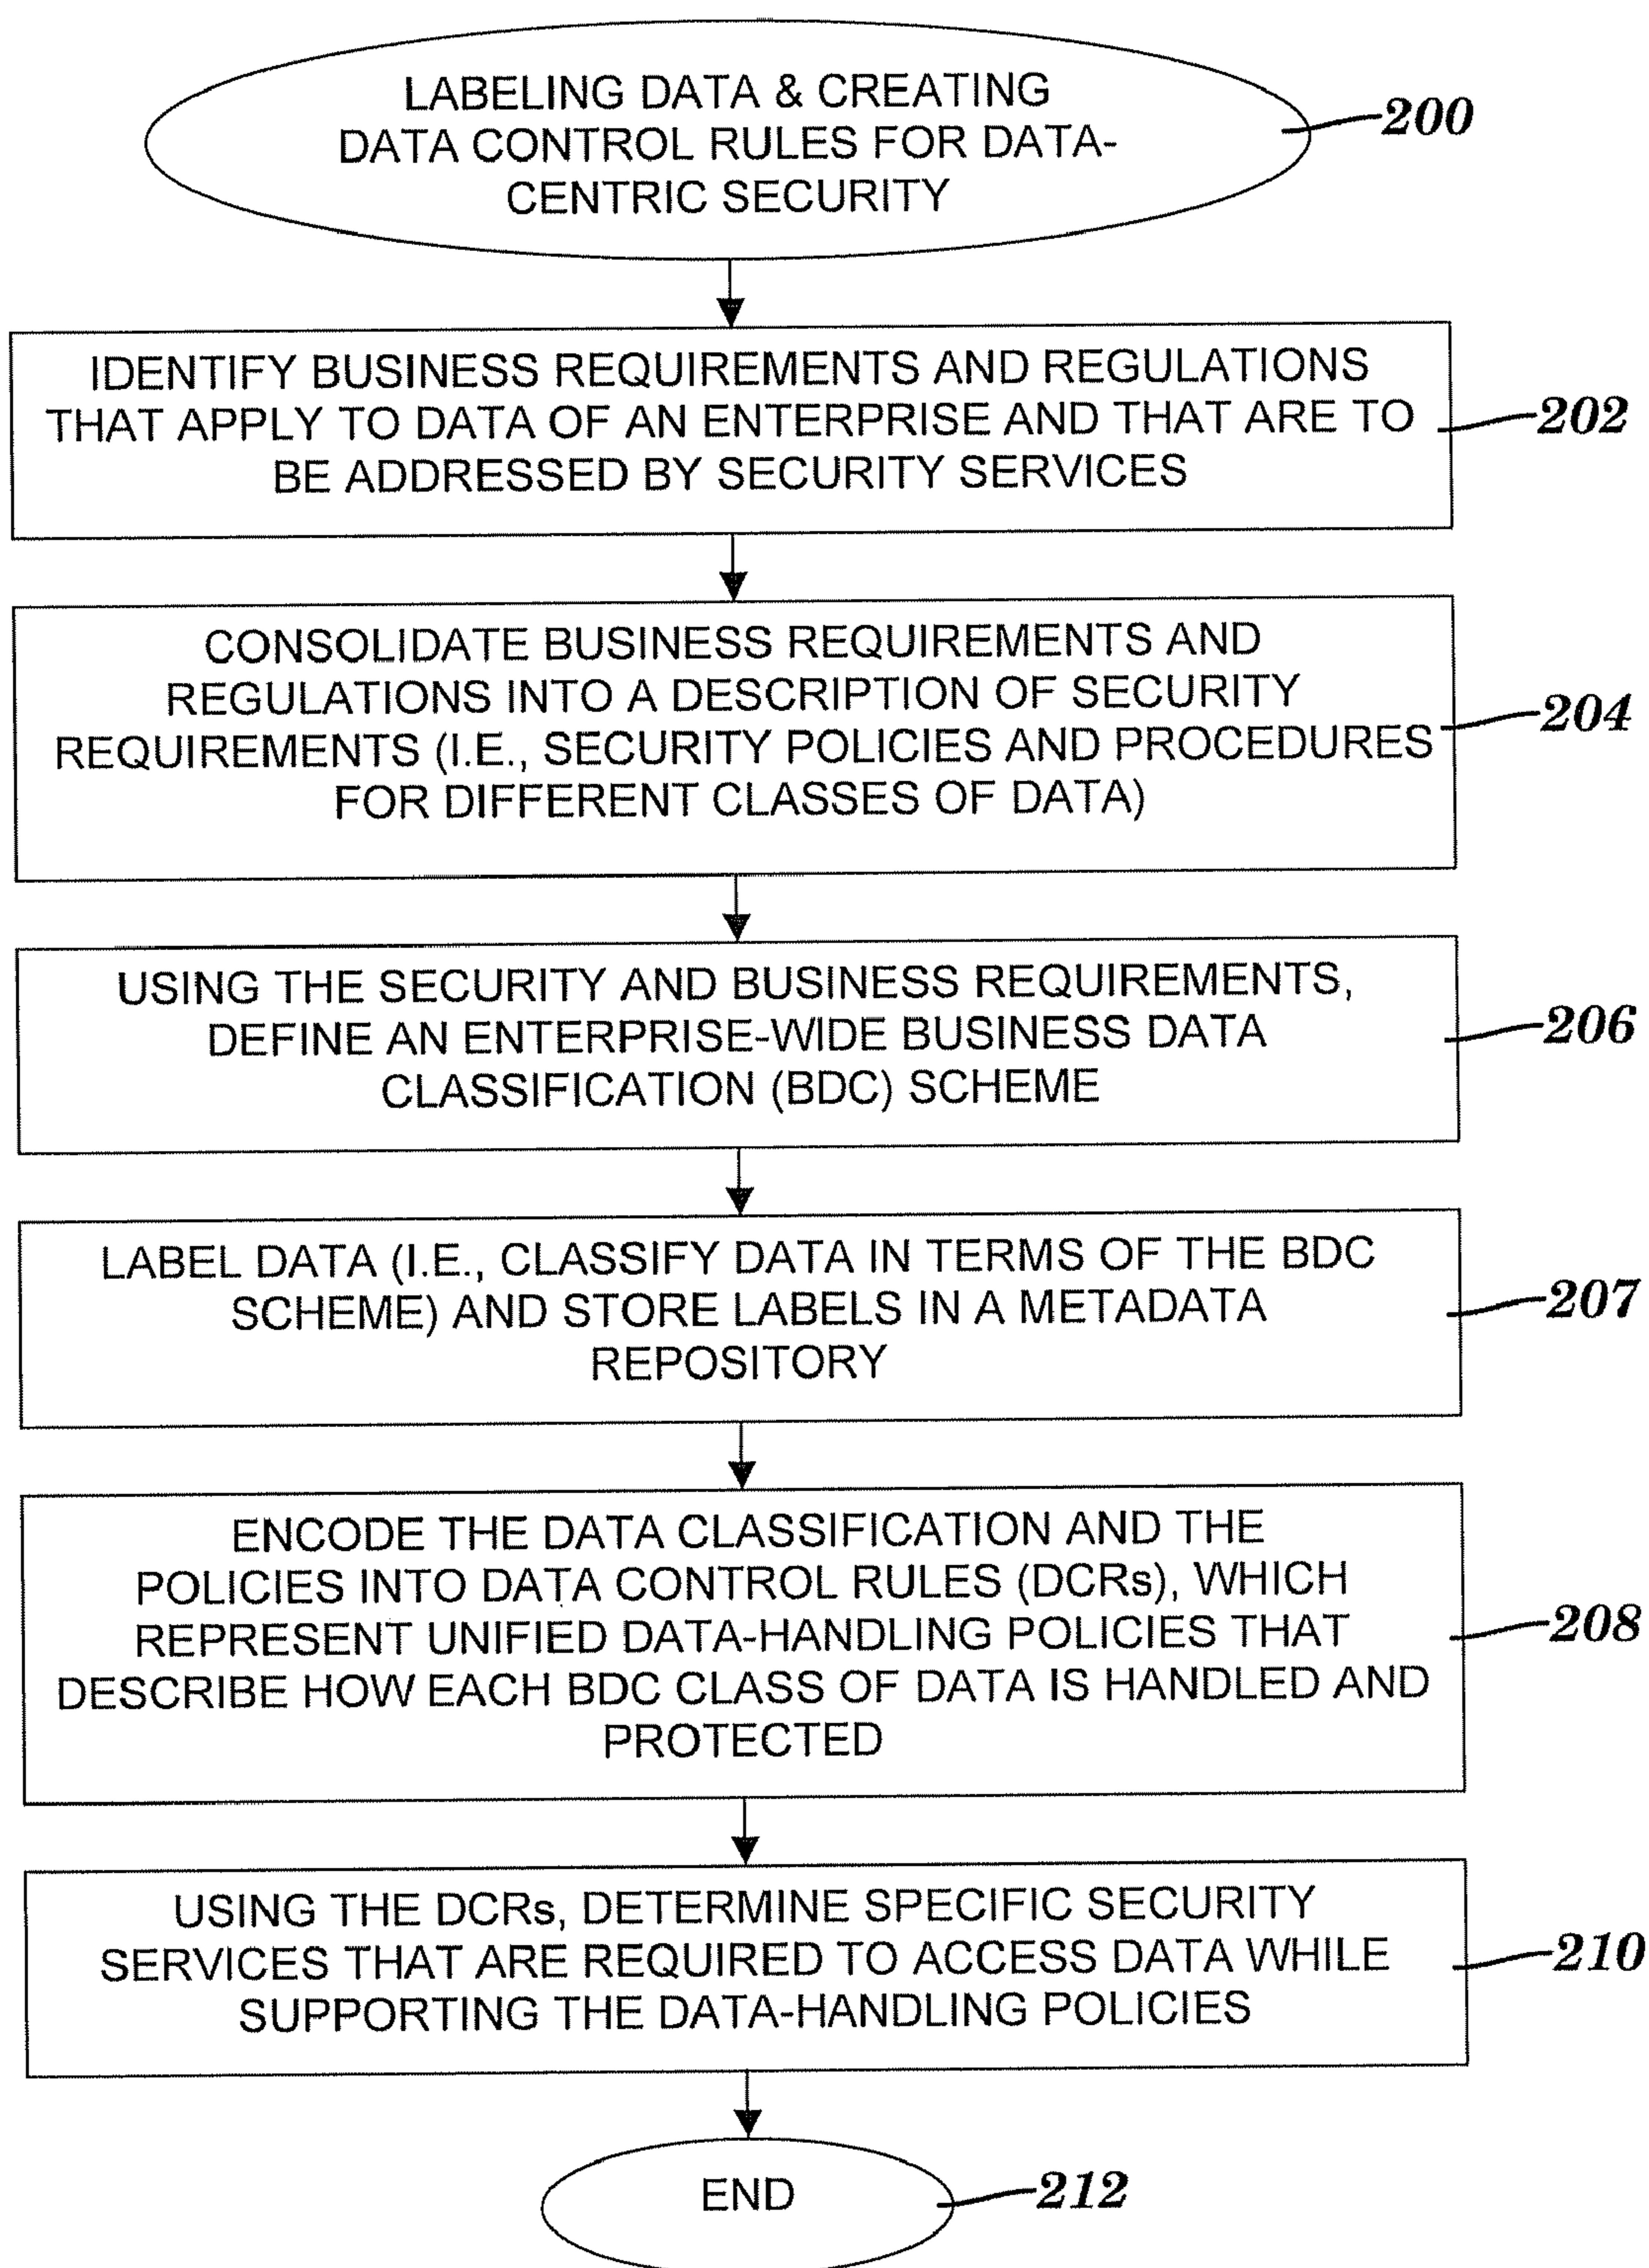 LABELING DATA & CREATING
DATA CONTROL RULES FOR DATA-
CENTRIC SECURITY
200
IDENTIFY BUSINESS REQUIREMENTS AND REGULATIONS
THAT APPLY TO DATA OF AN ENTERPRISE AND THAT ARE TO
BE ADDRESSED BY SECURITY SERVICES
202
CONSOLIDATE BUSINESS REQUIREMENTS AND
REGULATIONS INTO A DESCRIPTION OF SECURITY
REQUIREMENTS (I.E., SECURITY POLICIES AND PROCEDURES
FOR DIFFERENT CLASSES OF DATA)
204
USING THE SECURITY AND BUSINESS REQUIREMENTS,
DEFINE AN ENTERPRISE-WIDE BUSINESS DATA
CLASSIFICATION (BDC) SCHEME
206
LABEL DATA (I.E., CLASSIFY DATA IN TERMS OF THE BDC
SCHEME) AND STORE LABELS IN A METADATA
REPOSITORY
207
ENCODE THE DATA CLASSIFICATION AND THE
POLICIES INTO DATA CONTROL RULES (DCRs), WHICH
REPRESENT UNIFIED DATA-HANDLING POLICIES THAT
DESCRIBE HOW EACH BDC CLASS OF DATA IS HANDLED AND
PROTECTED
208
USING THE DCRs, DETERMINE SPECIFIC SECURITY
SERVICES THAT ARE REQUIRED TO ACCESS DATA WHILE
SUPPORTING THE DATA-HANDLING POLICIES
210
END
212